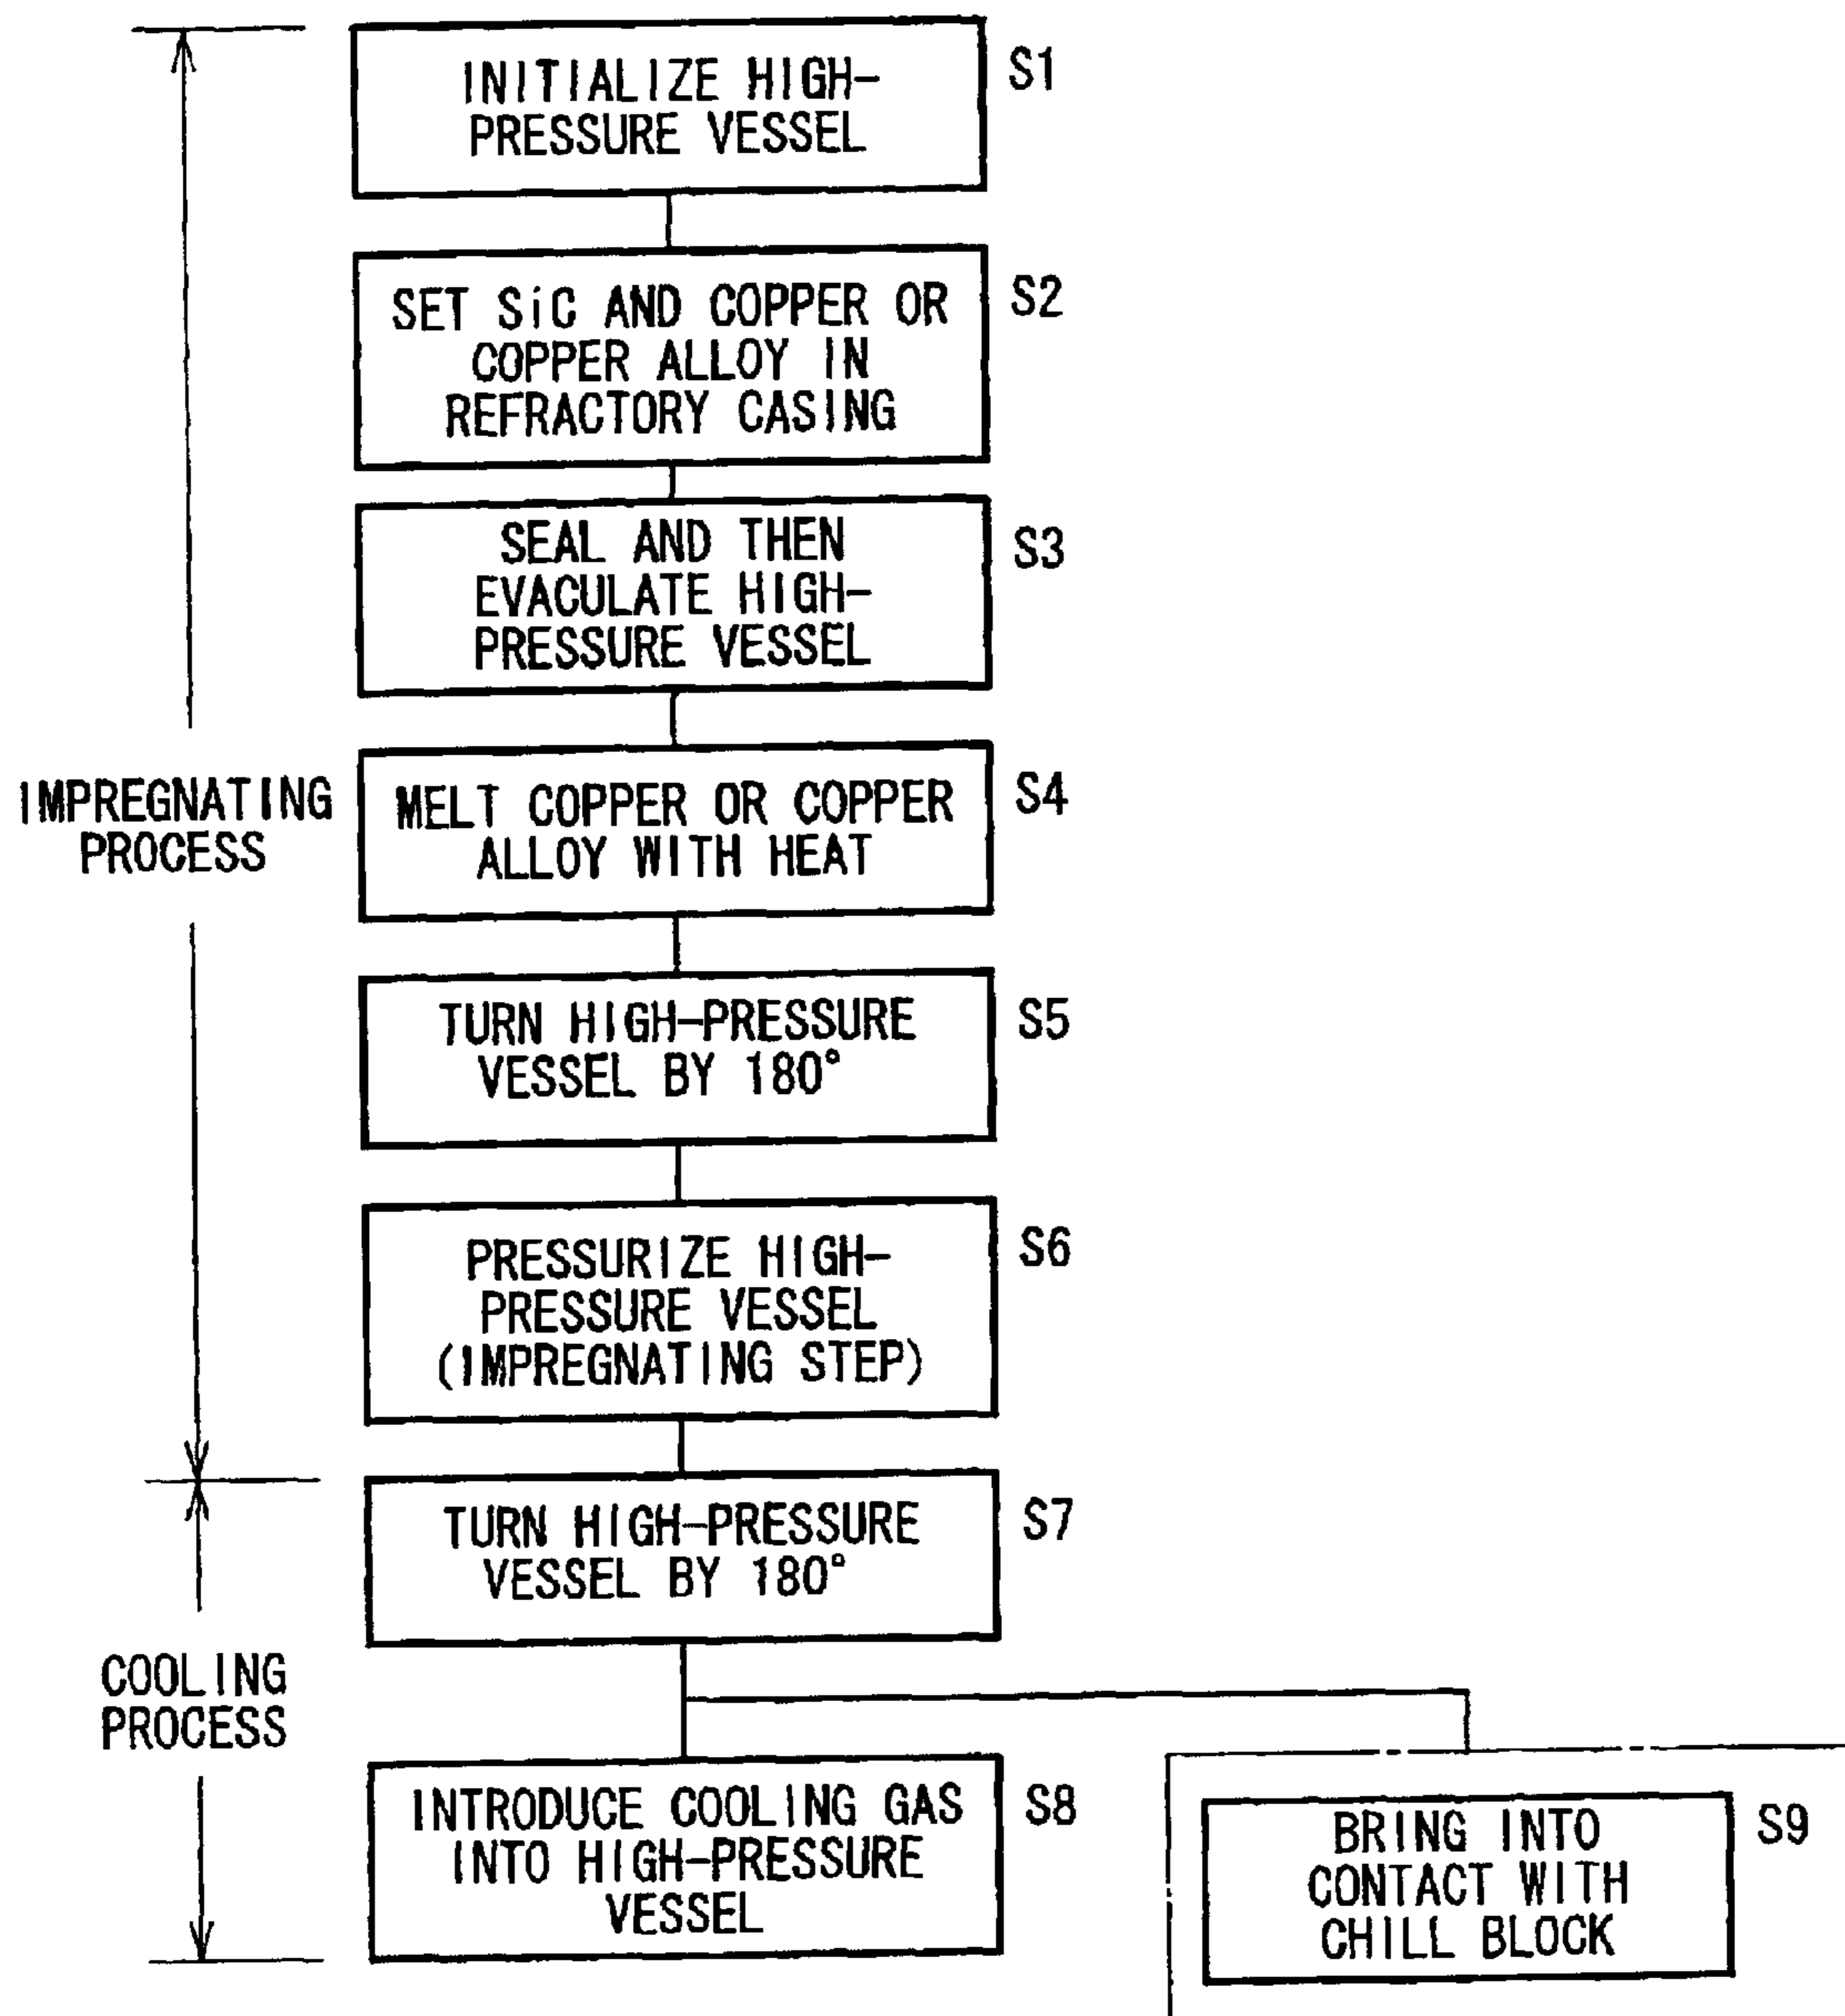 INITIALIZE HIGH-
PRESSURE VESSEL
S1
SET SiC AND COPPER OR
COPPER ALLOY IN
REFRACTORY CASING
S2
SEAL AND THEN
EVACULATE HIGH-
PRESSURE VESSEL
S3
IMPREGNATING
PROCESS
MELT COPPER OR COPPER
ALLOY WITH HEAT
S4
TURN HIGH-PRESSURE
VESSEL BY 180°
S5
PRESSURIZE HIGH-
PRESSURE VESSEL
(IMPREGNATING STEP)
S6
TURN HIGH-PRESSURE
VESSEL BY 180°
S7
COOLING
PROCESS
INTRODUCE COOLING GAS
INTO HIGH-PRESSURE
VESSEL
S8
BRING INTO
CONTACT WITH
CHILL BLOCK
S9